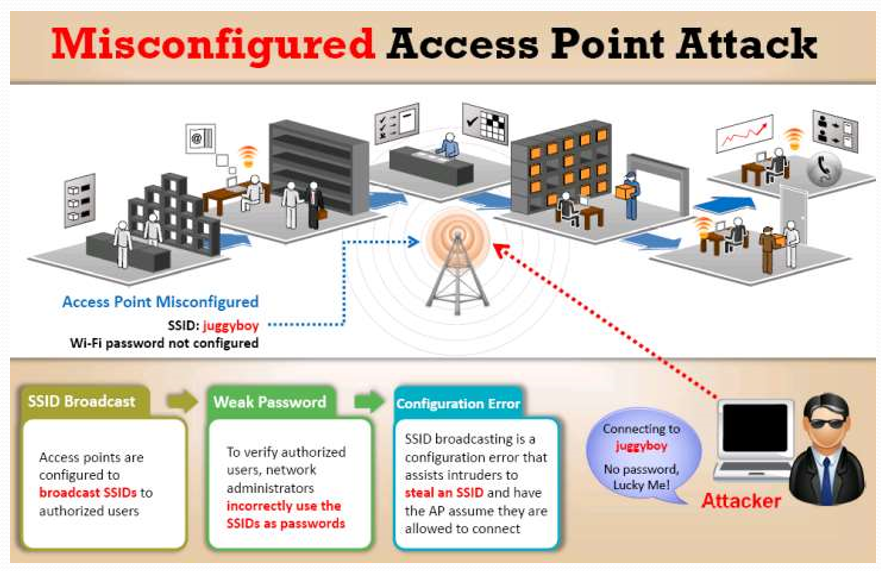 Misconfigured Access Point Attack
@
Access Point Misconfigured
SSID: juggyboy
Wi-Fi password not configured
SSID Broadcast
Access points are
configured to
broadcast SSIDs to
authorized users
Weak Password
To verify authorized
users, network
administrators
incorrectly use the
SSIDs as passwords
Configuration Error
SSID broadcasting is a
configuration error that
assists intruders to
steal an SSID and have
the AP assume they are
allowed to connect
Connecting to
juggyboy
No password,
Lucky Me!
Attacker